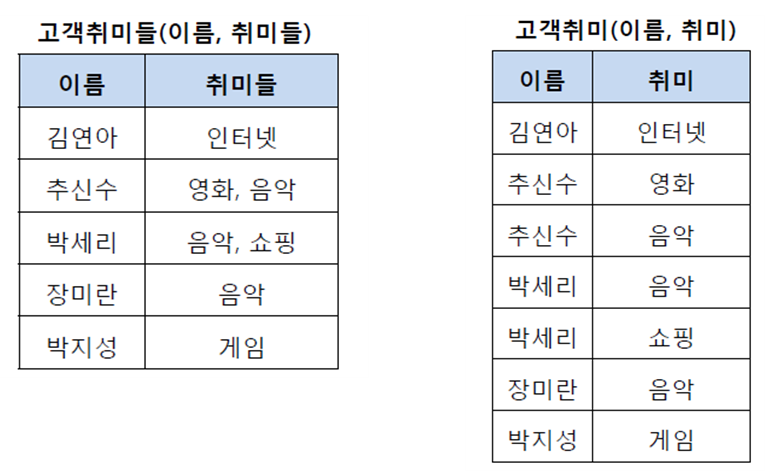 고객취미들(이름, 취미들)
이름 취미들
김연아 인터넷
추신수 영화, 음악
박세리 음악, 쇼핑
장미란 음악
박지성 게임
고객취미(이름, 취미)
이름 취미
김연아 인터넷
추신수 영화
추신수 음악
박세리 음악
박세리 쇼핑
장미란 음악
박지성 게임